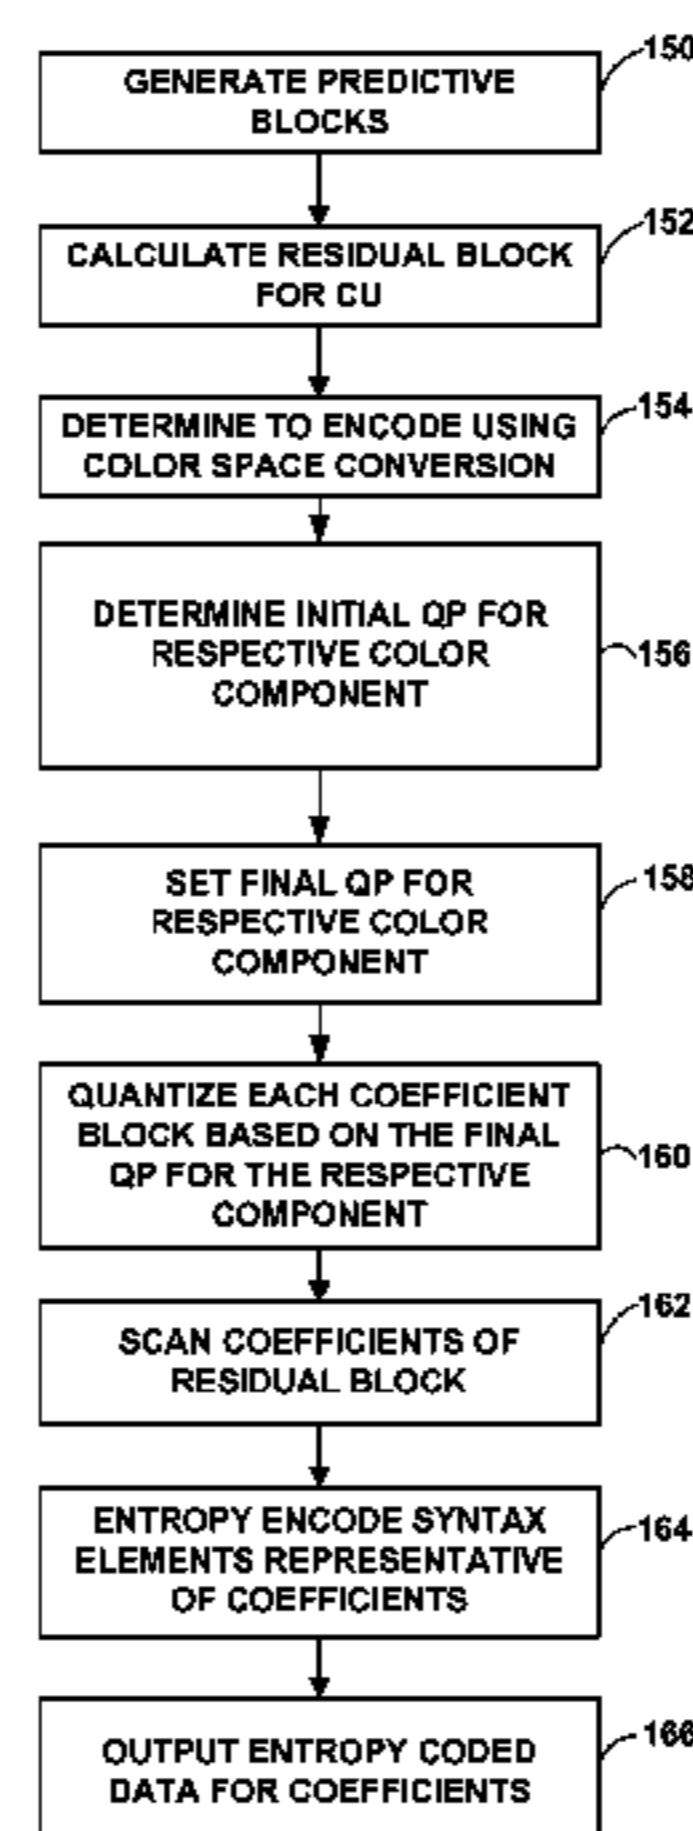 150
GENERATE PREDICTIVE
BLOCKS
152
CALCULATE RESIDUAL BLOCK
FOR CU
154
DETERMINE TO ENCODE USING
COLOR SPACE CONVERSION
DETERMINE INITIAL QP FOR
RESPECTIVE COLOR
COMPONENT
156
SET FINAL QP FOR
RESPECTIVE COLOR
COMPONENT
158
QUANTIZE EACH COEFFICIENT
BLOCK BASED ON THE FINAL
QP FOR THE RESPECTIVE
COMPONENT
160
162
SCAN COEFFICIENTS OF
RESIDUAL BLOCK
ENTROPY ENCODE SYNTAX
ELEMENTS REPRESENTATIVE
OF COEFFICIENTS
164
OUTPUT ENTROPY CODED
DATA FOR COEFFICIENTS
166